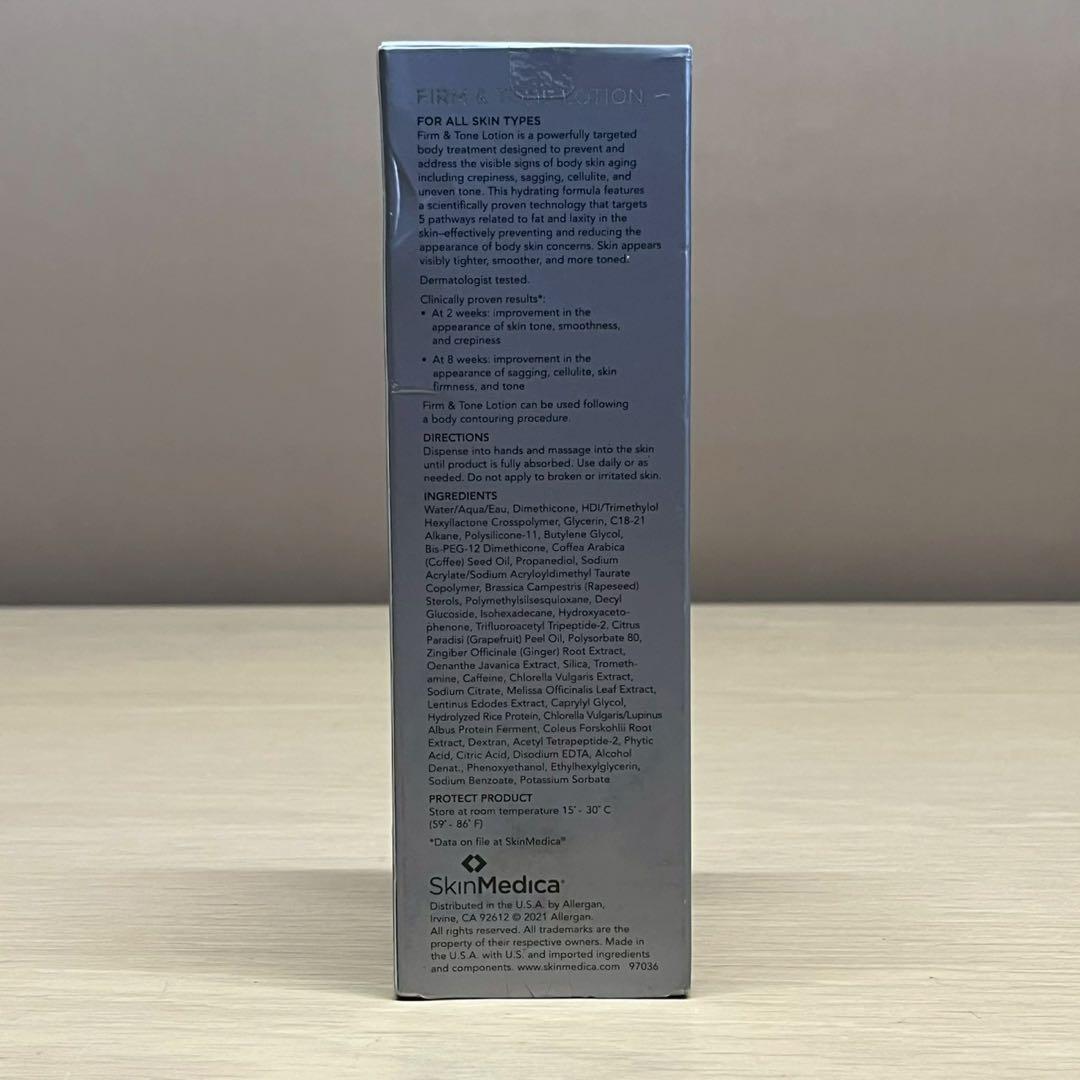 FIRM & TONE LOTION
FOR ALL SKIN TYPES
Firm & Tone Lotion is a powerfully targeted
body treatment designed to prevent and
address the visible signs of body skin aging
including crepiness, sagging, cellulite, and
uneven tone. This hydrating formula features
a scientifically proven technology that targets
5 pathways related to fat and laxity in the
skin–effectively preventing and reducing the
appearance of body skin concerns. Skin appears
visibly tighter, smoother, and more toned.
Dermatologist tested.
Clinically proven results*:
• At 2 weeks: improvement in the
appearance of skin tone, smoothness,
and crepiness
• At 8 weeks: improvement in the
appearance of sagging, cellulite, skin
firmness, and tone
Firm & Tone Lotion can be used following
a body contouring procedure.
DIRECTIONS
Dispense into hands and massage into the skin
until product is fully absorbed. Use daily or as
needed. Do not apply to broken or irritated skin.
INGREDIENTS
Water/Aqua/Eau, Dimethicone, HDI/Trimethylol
Hexyllactone Crosspolymer, Glycerin, C18-21
Alkane, Polysilicone-11, Butylene Glycol,
Bis-PEG-12 Dimethicone, Coffea Arabica
(Coffee) Seed Oil, Propanediol, Sodium
Acrylate/Sodium Acryloyldimethyl Taurate
Copolymer, Brassica Campestris (Rapeseed)
Sterols, Polymethylsilsesquioxane, Decyl
Glucoside, Isohexadecane, Hydroxyaceto-
phenone, Trifluoroacetyl Tripeptide-2, Citrus
Paradisi (Grapefruit) Peel Oil, Polysorbate 80,
Zingiber Officinale (Ginger) Root Extract,
Oenanthe Javanica Extract, Silica, Trometh-
amine, Caffeine, Chlorella Vulgaris Extract,
Sodium Citrate, Melissa Officinalis Leaf Extract,
Lentinus Edodes Extract, Caprylyl Glycol,
Hydrolyzed Rice Protein, Chlorella Vulgaris/Lupinus
Albus Protein Ferment, Coleus Forskohlii Root
Extract, Dextran, Acetyl Tetrapeptide-2, Phytic
Acid, Citric Acid, Disodium EDTA, Alcohol
Denat., Phenoxyethanol, Ethylhexylglycerin,
Sodium Benzoate, Potassium Sorbate
PROTECT PRODUCT
Store at room temperature 15° - 30° C
(59° - 86° F)
*Data on file at SkinMedica®
SkinMedica®
Distributed in the U.S.A. by Allergan,
Irvine, CA 92612 © 2021 Allergan.
All rights reserved. All trademarks are the
property of their respective owners. Made in
the U.S.A. with U.S. and imported ingredients
and components. www.skinmedica.com 97036